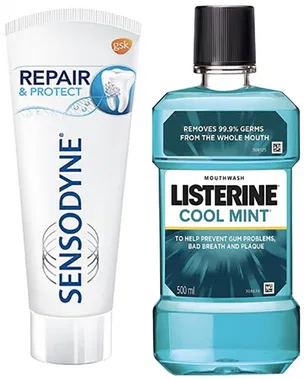 gsk
REPAIR
& PROTECT
SENSODYNE
REMOVES 99.9% GERMS
FROM THE WHOLE MOUTH
MOUTHWASH
LISTERINE
COOL MINT
TO HELP PREVENT GUM PROBLEMS,
BAD BREATH AND PLAQUE
500 ml